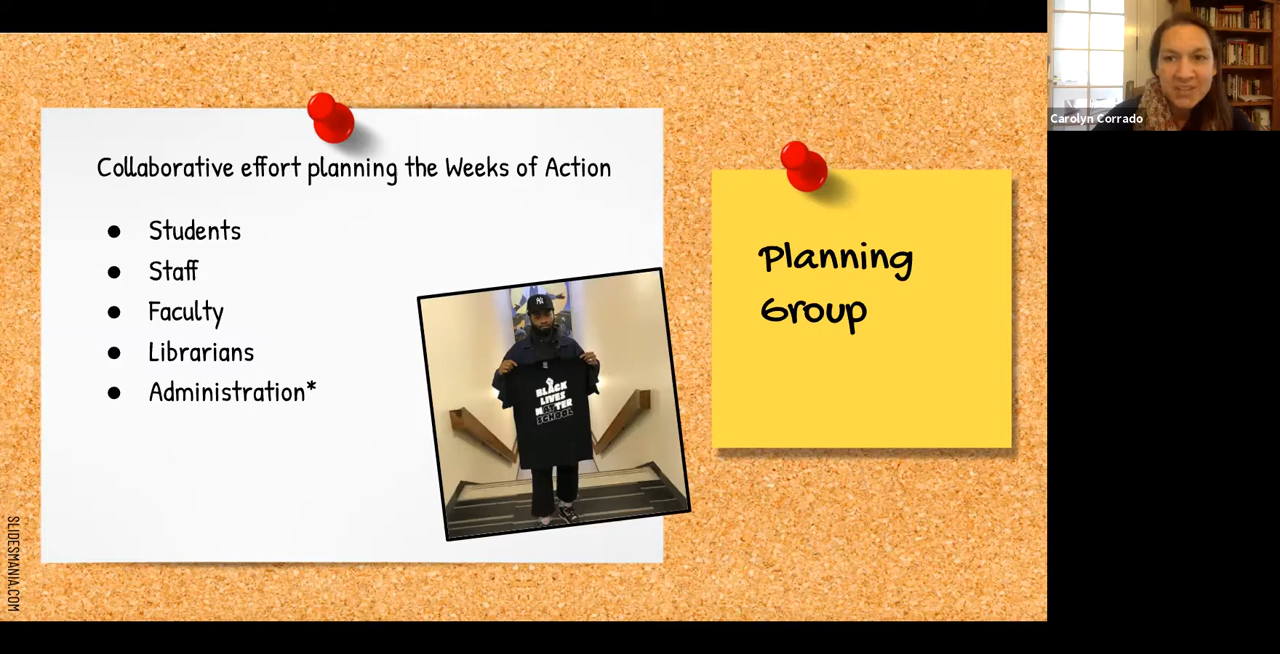 Collaborative effort planning the Weeks of Action
● Students
● Staff
● Faculty
● Librarians
● Administration*
NY
BLACK
LIVES
MATTER
SCHOOL
Planning
Group
Carolyn Corrado
SLIDESMANIA.COM